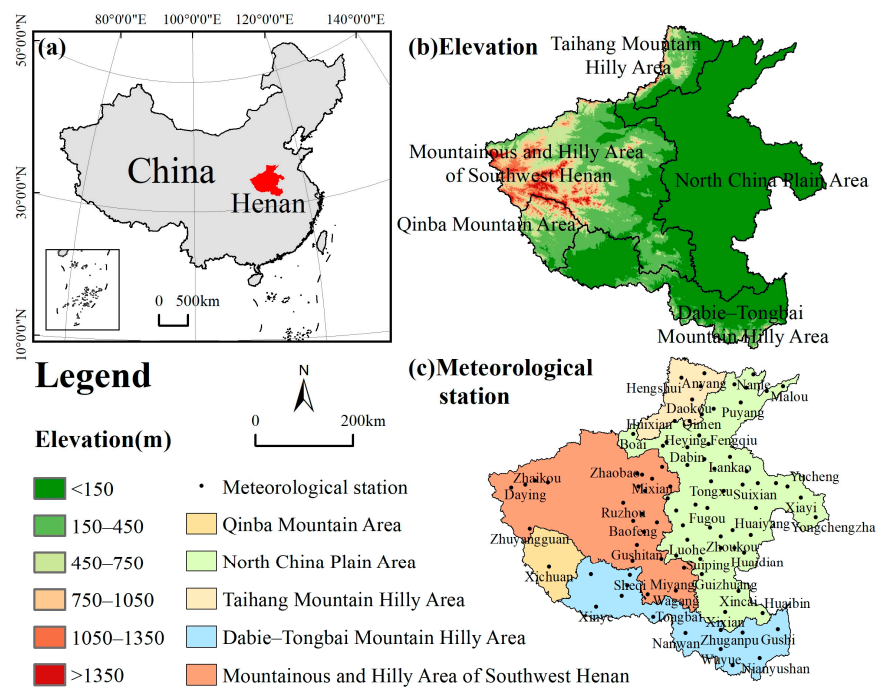 80°0'0"E
100°0'0"E
120°0'0"E
140°0'0"E
50°0'0"N
30°0'0"N
10°0'0"N
(a)
China
Henan
0 500km
(b)Elevation
Taihang Mountain
Hilly Area
Mountainous and Hilly Area
of Southwest Henan
North China Plain Area
Qinba Mountain Area
Dabie–Tongbai
Mountain Hilly Area
Legend
N
0 200km
Elevation(m)
<150
150–450
450–750
750–1050
1050–1350
>1350
Meteorological station
Qinba Mountain Area
North China Plain Area
Taihang Mountain Hilly Area
Dabie–Tongbai Mountain Hilly Area
Mountainous and Hilly Area of Southwest Henan
(c)Meteorological
station
Hengshui
Anyang
Nanle
Malou
Daokou
Puyang
Huixian
Qimen
Boai
Heying
Fengqiu
Dabin
Lankao
Zhaobao
Zhaikou
Daying
Mixian
Tongxu
Suixian
Yucheng
Xiayi
Ruzhou
Fugou
Huaiyang
Yongchengzha
Zhuyangguan
Baofeng
Gushitan
Luohe
Zhoukou
Huaidian
Xichuan
Suiping
Sheqi
Miyang
Guizhuang
Wagang
Xincai
Huaibin
Xinye
Tongbai
Xixian
Nanwan
Zhuganpu
Gushi
Wuyue
Nianyushan